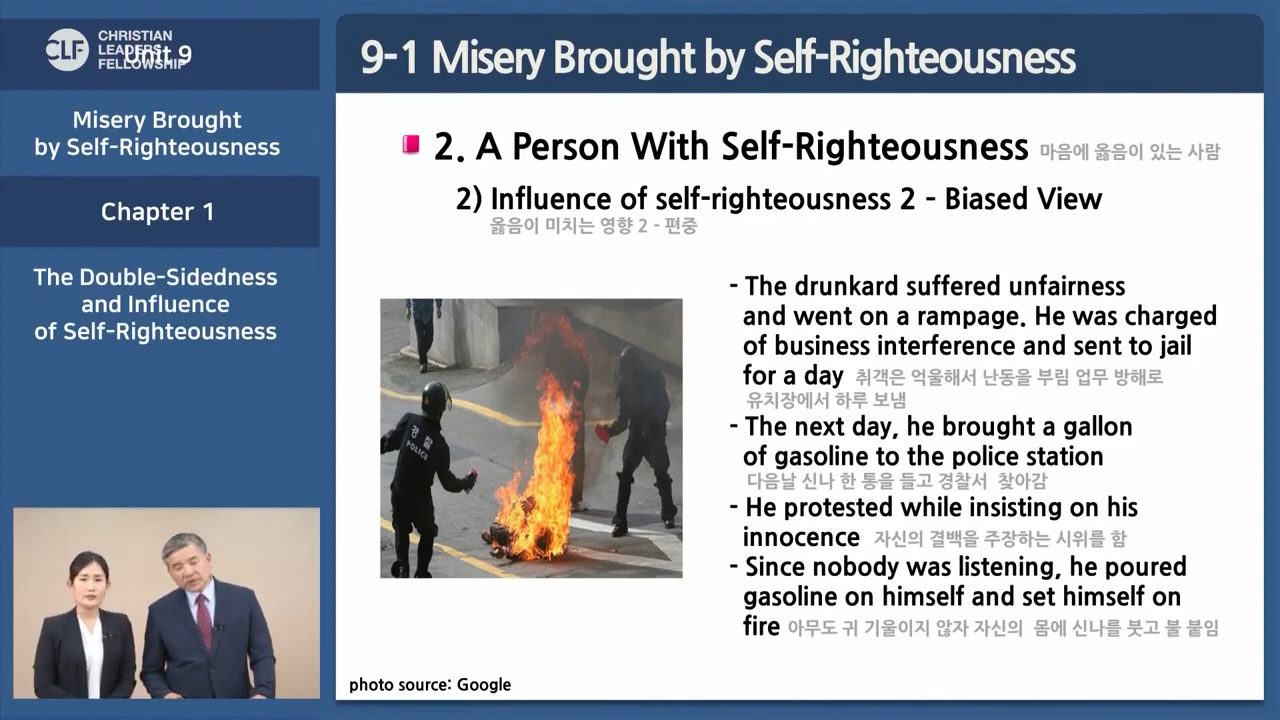 CLF
CHRISTIAN
LEADERS
FELLOWSHIP
Unit 9
Misery Brought
by Self-Righteousness
Chapter 1
The Double-Sidedness
and Influence
of Self-Righteousness
9-1 Misery Brought by Self-Righteousness
2. A Person With Self-Righteousness 마음에 옳음이 있는 사람
2) Influence of self-righteousness 2 - Biased View
옳음이 미치는 영향 2 - 편중
경찰
POLICE
- The drunkard suffered unfairness
and went on a rampage. He was charged
of business interference and sent to jail
for a day 취객은 억울해서 난동을 부림 업무 방해로
유치장에서 하루 보냄
- The next day, he brought a gallon
of gasoline to the police station
다음날 신나 한 통을 들고 경찰서 찾아감
- He protested while insisting on his
innocence 자신의 결백을 주장하는 시위를 함
- Since nobody was listening, he poured
gasoline on himself and set himself on
fire 아무도 귀 기울이지 않자 자신의 몸에 신나를 붓고 불 붙임
photo source: Google